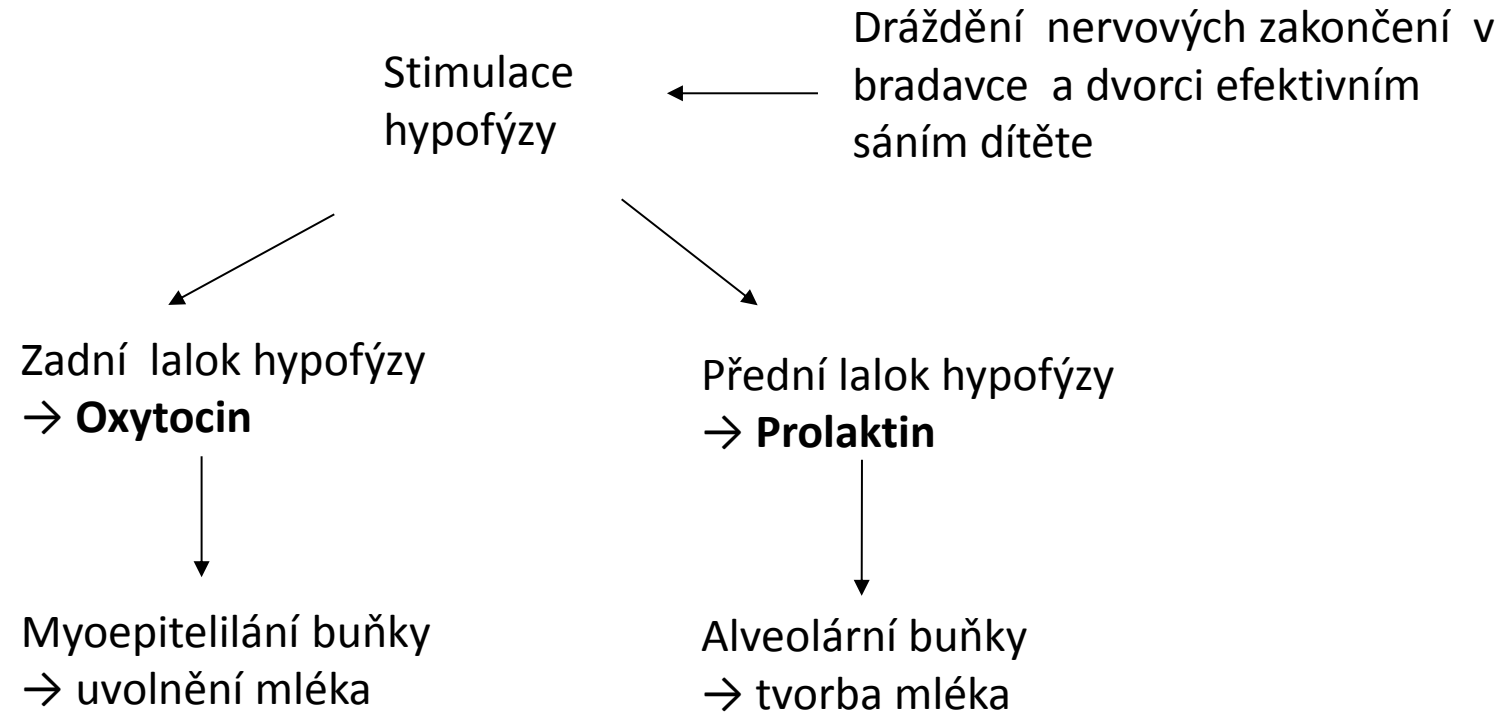 Dráždění nervových zakončení v
bradavce a dvorci efektivním
sáním dítěte
Stimulace
hypofýzy
Zadní lalok hypofýzy
→ Oxytocin
Přední lalok hypofýzy
→ Prolaktin
Myoepitelilání buňky
→ uvolnění mléka
Alveolární buňky
→ tvorba mléka